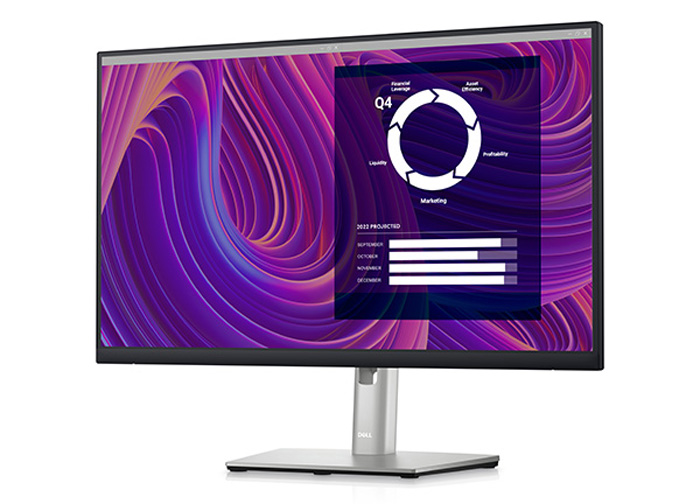 Financial
Leverage
Asset
Efficiency
Q4
Liquidity
Profitability
Marketing
2022 PROJECTED
SEPTEMBER
OCTOBER
NOVEMBER
DECEMBER
DELL